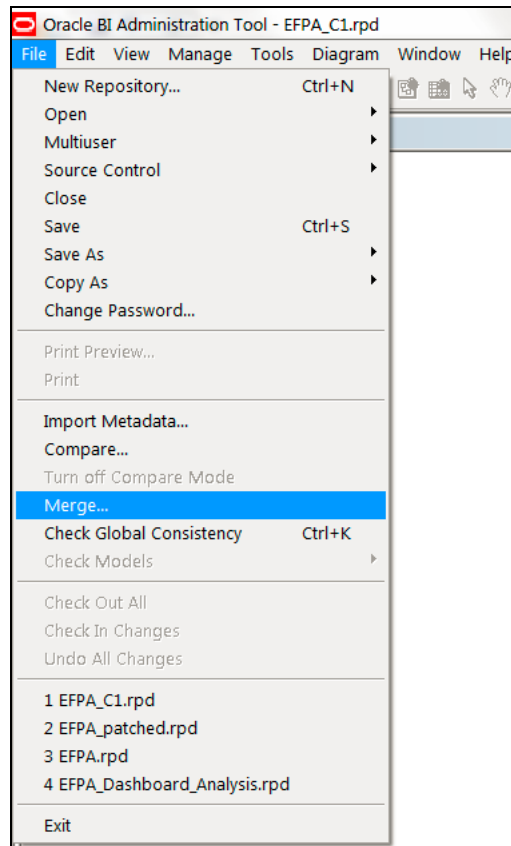 Oracle BI Administration Tool - EFPA_C1.rpd
File Edit View Manage Tools Diagram Window Help
New Repository... Ctrl+N
Open
Multiuser
Source Control
Close
Save Ctrl+S
Save As
Copy As
Change Password...
Print Preview...
Print
Import Metadata...
Compare...
Turn off Compare Mode
Merge...
Check Global Consistency Ctrl+K
Check Models
Check Out All
Check In Changes
Undo All Changes
1 EFPA_C1.rpd
2 EFPA_patched.rpd
3 EFPA.rpd
4 EFPA_Dashboard_Analysis.rpd
Exit